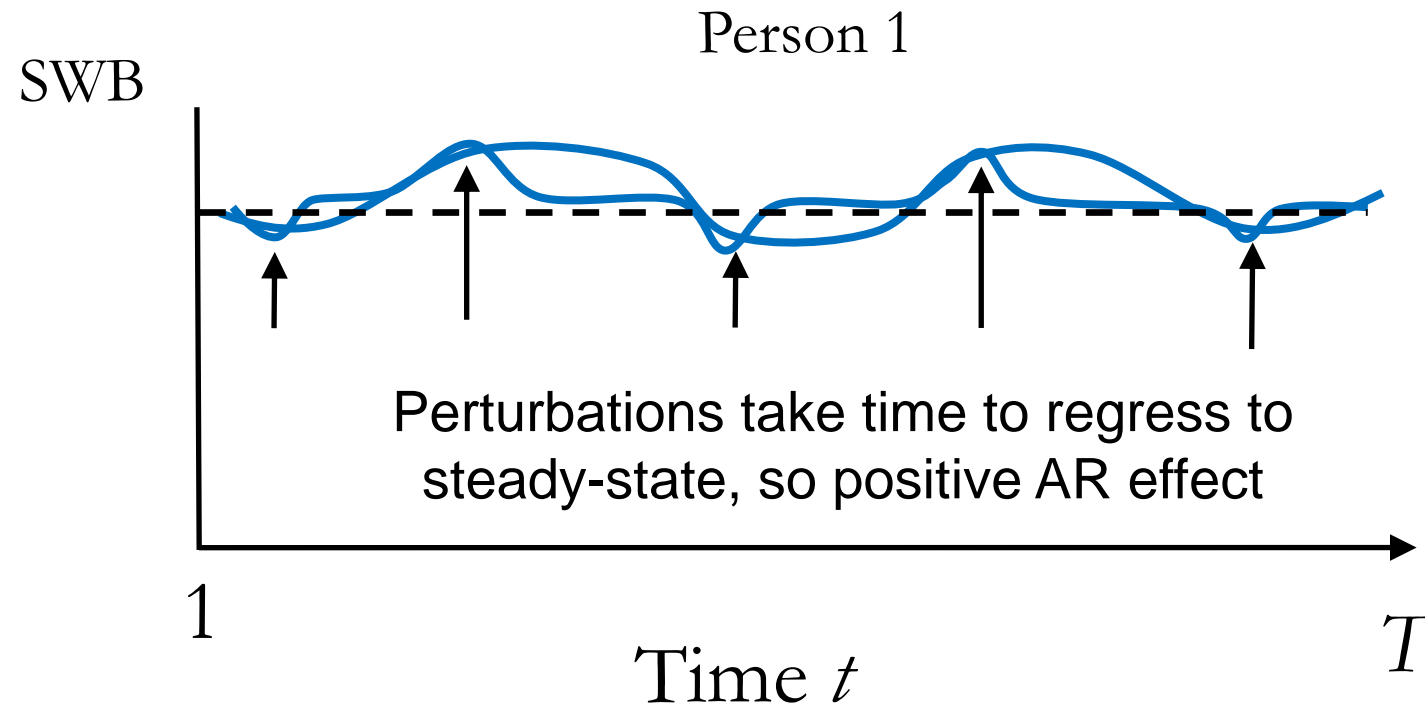 Person 1
SWB
Perturbations take time to regress to
steady-state, so positive AR effect
1
T
Time t